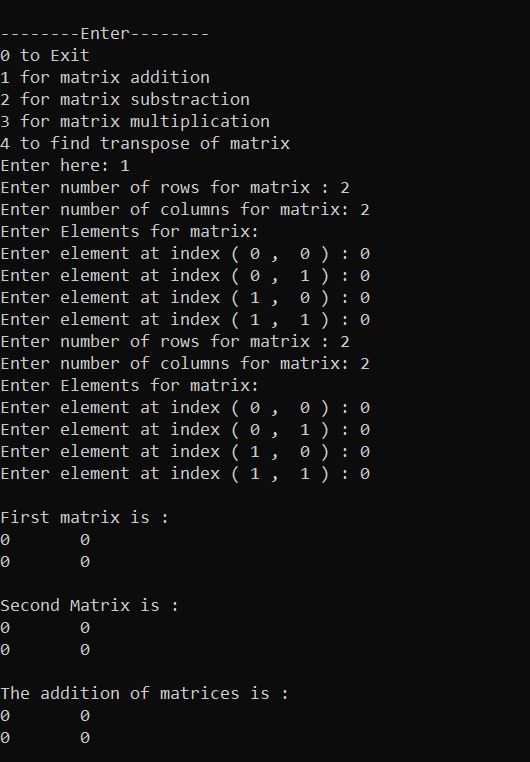 --------Enter--------
0 to Exit
1 for matrix addition
2 for matrix substraction
3 for matrix multiplication
4 to find transpose of matrix
Enter here: 1
Enter number of rows for matrix : 2
Enter number of columns for matrix: 2
Enter Elements for matrix:
Enter element at index ( 0 ,  0 ) : 0
Enter element at index ( 0 ,  1 ) : 0
Enter element at index ( 1 ,  0 ) : 0
Enter element at index ( 1 ,  1 ) : 0
Enter number of rows for matrix : 2
Enter number of columns for matrix: 2
Enter Elements for matrix:
Enter element at index ( 0 ,  0 ) : 0
Enter element at index ( 0 ,  1 ) : 0
Enter element at index ( 1 ,  0 ) : 0
Enter element at index ( 1 ,  1 ) : 0
First matrix is :
0       0
0       0
Second Matrix is :
0       0
0       0
The addition of matrices is :
0       0
0       0